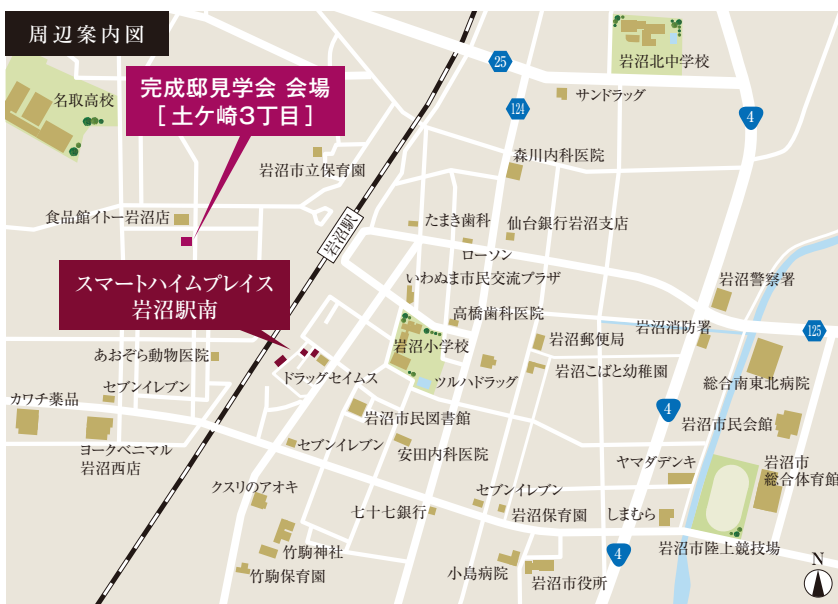 周辺案内図
完成邸見学会 会場
[ 土ケ崎3丁目 ]
名取高校
25
岩沼北中学校
サンドラッグ
124
4
岩沼市立保育園
森川内科医院
食品館イトー岩沼店
岩沼駅
たまき歯科
仙台銀行岩沼支店
ローソン
スマートハイムプレイス
岩沼駅南
いわぬま市民交流プラザ
岩沼警察署
高橋歯科医院
岩沼消防署
125
岩沼小学校
岩沼郵便局
あおぞら動物医院
ドラッグセイムス
ツルハドラッグ
岩沼こばと幼稚園
総合南東北病院
セブンイレブン
カワチ薬品
4
岩沼市民図書館
岩沼市民会館
ヨークベニマル
岩沼西店
セブンイレブン
安田内科医院
ヤマダデンキ
岩沼市
総合体育館
クスリのアオキ
セブンイレブン
七十七銀行
岩沼保育園
しまむら
竹駒神社
4
岩沼市陸上競技場
竹駒保育園
小島病院
岩沼市役所
N